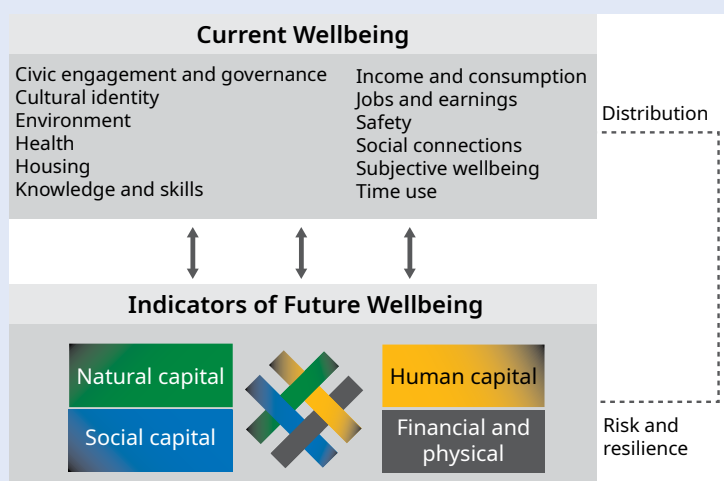 Current Wellbeing
Civic engagement and governance
Cultural identity
Environment
Health
Housing
Knowledge and skills
Income and consumption
Jobs and earnings
Safety
Social connections
Subjective wellbeing
Time use
Distribution
Indicators of Future Wellbeing
Natural capital
Social capital
Human capital
Financial and
physical
Risk and
resilience